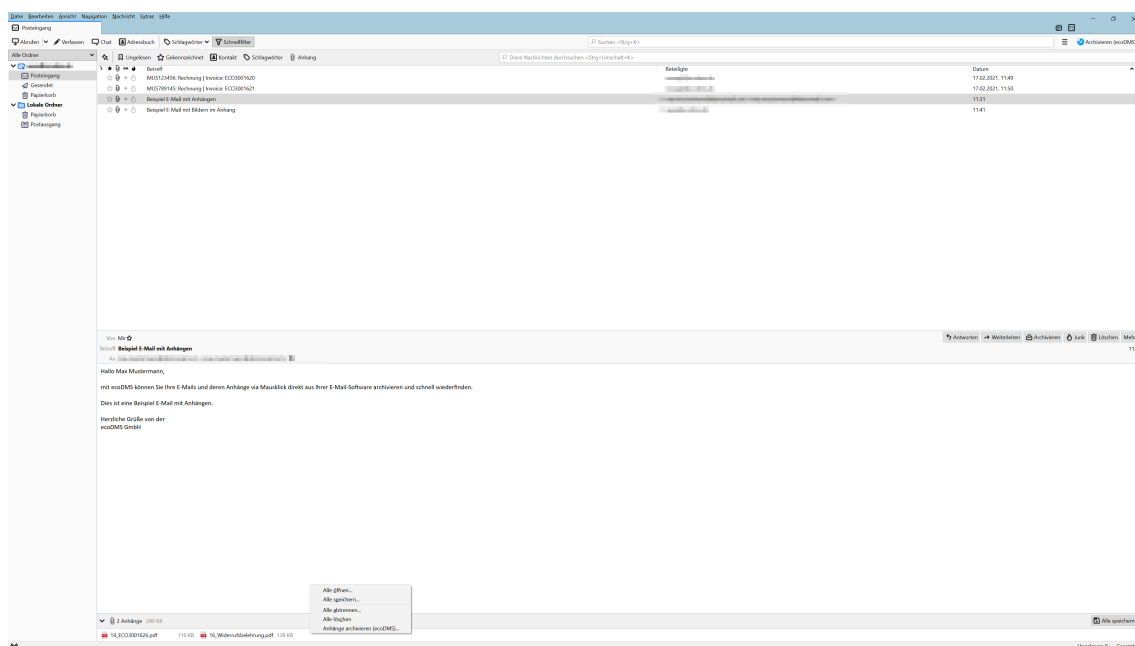 Datei Bearbeiten Ansicht Navigation Nachricht Extras Hilfe
Posteingang
Abrufen Verfassen Chat Adressbuch Schlagwörter Schnellfilter Suchen <Strg+K> Archivieren (ecoDMS)
Alle Ordner Ungelesen Gekennzeichnet Kontakt Schlagwörter Anhang Diese Nachrichten durchsuchen <Strg+Umschalt+K>
Betreff Beteiligte Datum
Posteingang
Gesendet
Papierkorb
Lokale Ordner
Papierkorb
Postausgang
MUS123456: Rechnung | Invoice: ECO3001620 17.02.2021, 11:49
MUS789145: Rechnung | Invoice: ECO3001621 17.02.2021, 11:50
Beispiel E-Mail mit Anhängen 11:31
Beispiel E-Mail mit Bildern im Anhang 11:41
Von Mir Antworten Weiterleiten Archivieren Junk Löschen Mehr
Betreff Beispiel E-Mail mit Anhängen
An
Hallo Max Mustermann,
mit ecoDMS können Sie Ihre E-Mails und deren Anhänge via Mausklick direkt aus Ihrer E-Mail-Software archivieren und schnell wiederfinden.
Dies ist eine Beispiel E-Mail mit Anhängen.
Herzliche Grüße von der
ecoDMS GmbH
Alle öffnen...
Alle speichern...
Alle abtrennen...
Alle löschen
Anhänge archivieren (ecoDMS)...
2 Anhänge 249 KB Alle speichern
14_ECO3001626.pdf 110 KB 16_Widerrufsbelehrung.pdf 138 KB